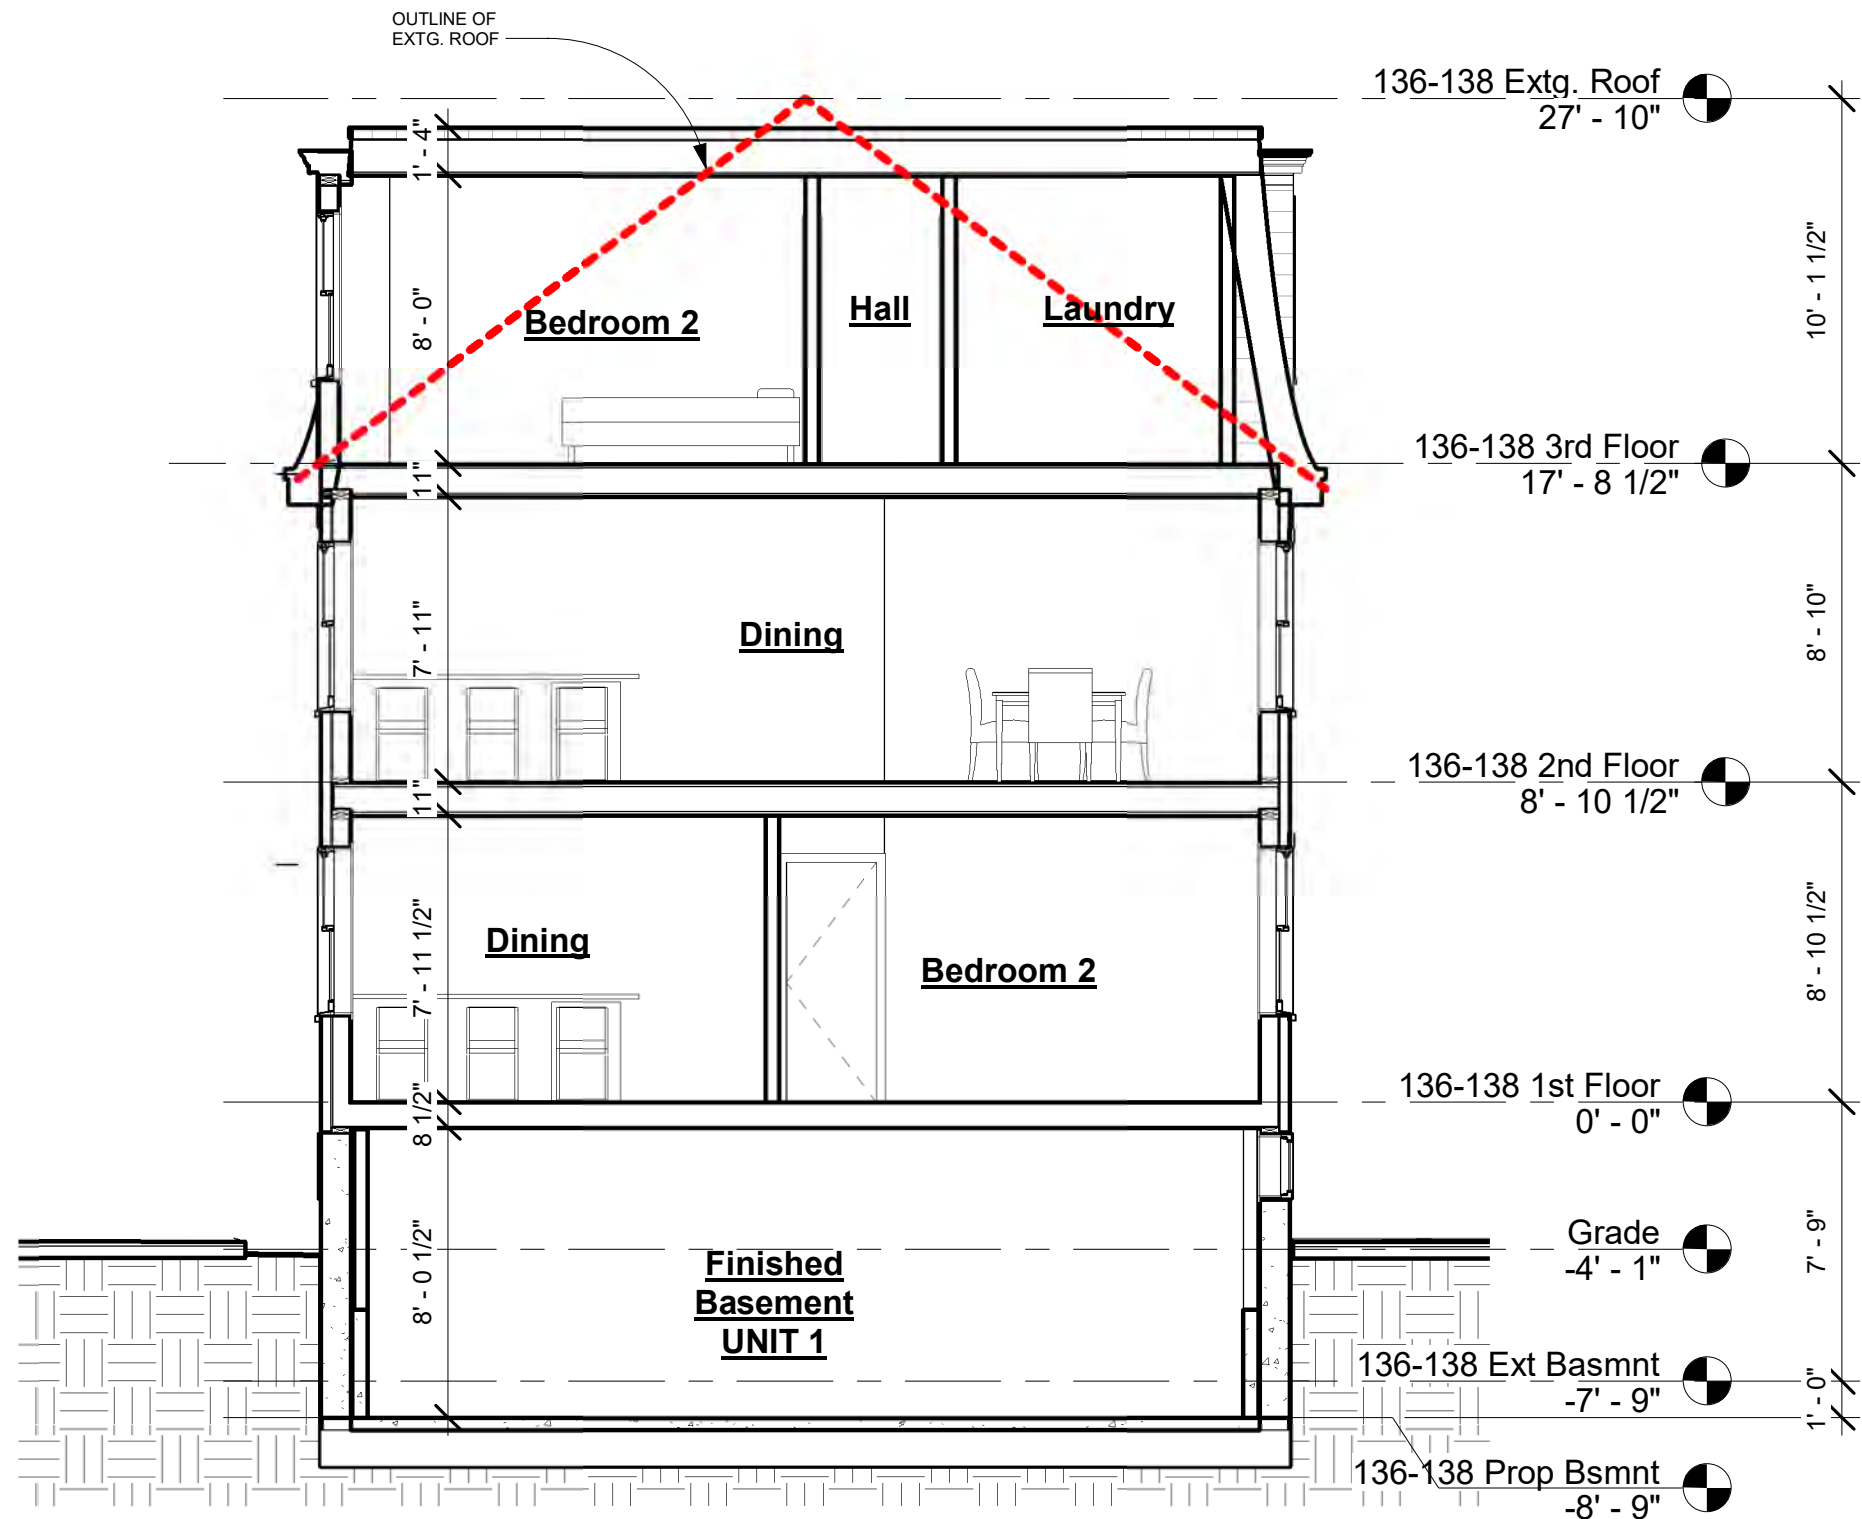 OUTLINE OF
EXTG. ROOF
136-138 Extg. Roof
27' - 10"
1' - 4"
10' - 1 1/2"
8' - 0"
Bedroom 2
Hall
Laundry
136-138 3rd Floor
17' - 8 1/2"
11"
7' - 11"
Dining
8' - 10"
136-138 2nd Floor
8' - 10 1/2"
11"
7' - 11 1/2"
Dining
Bedroom 2
8' - 10 1/2"
136-138 1st Floor
0' - 0"
8 1/2"
8' - 0 1/2"
Finished
Basement
UNIT 1
Grade
-4' - 1"
7' - 9"
136-138 Ext Basmnt
-7' - 9"
1' - 0"
136-138 Prop Bsmnt
-8' - 9"